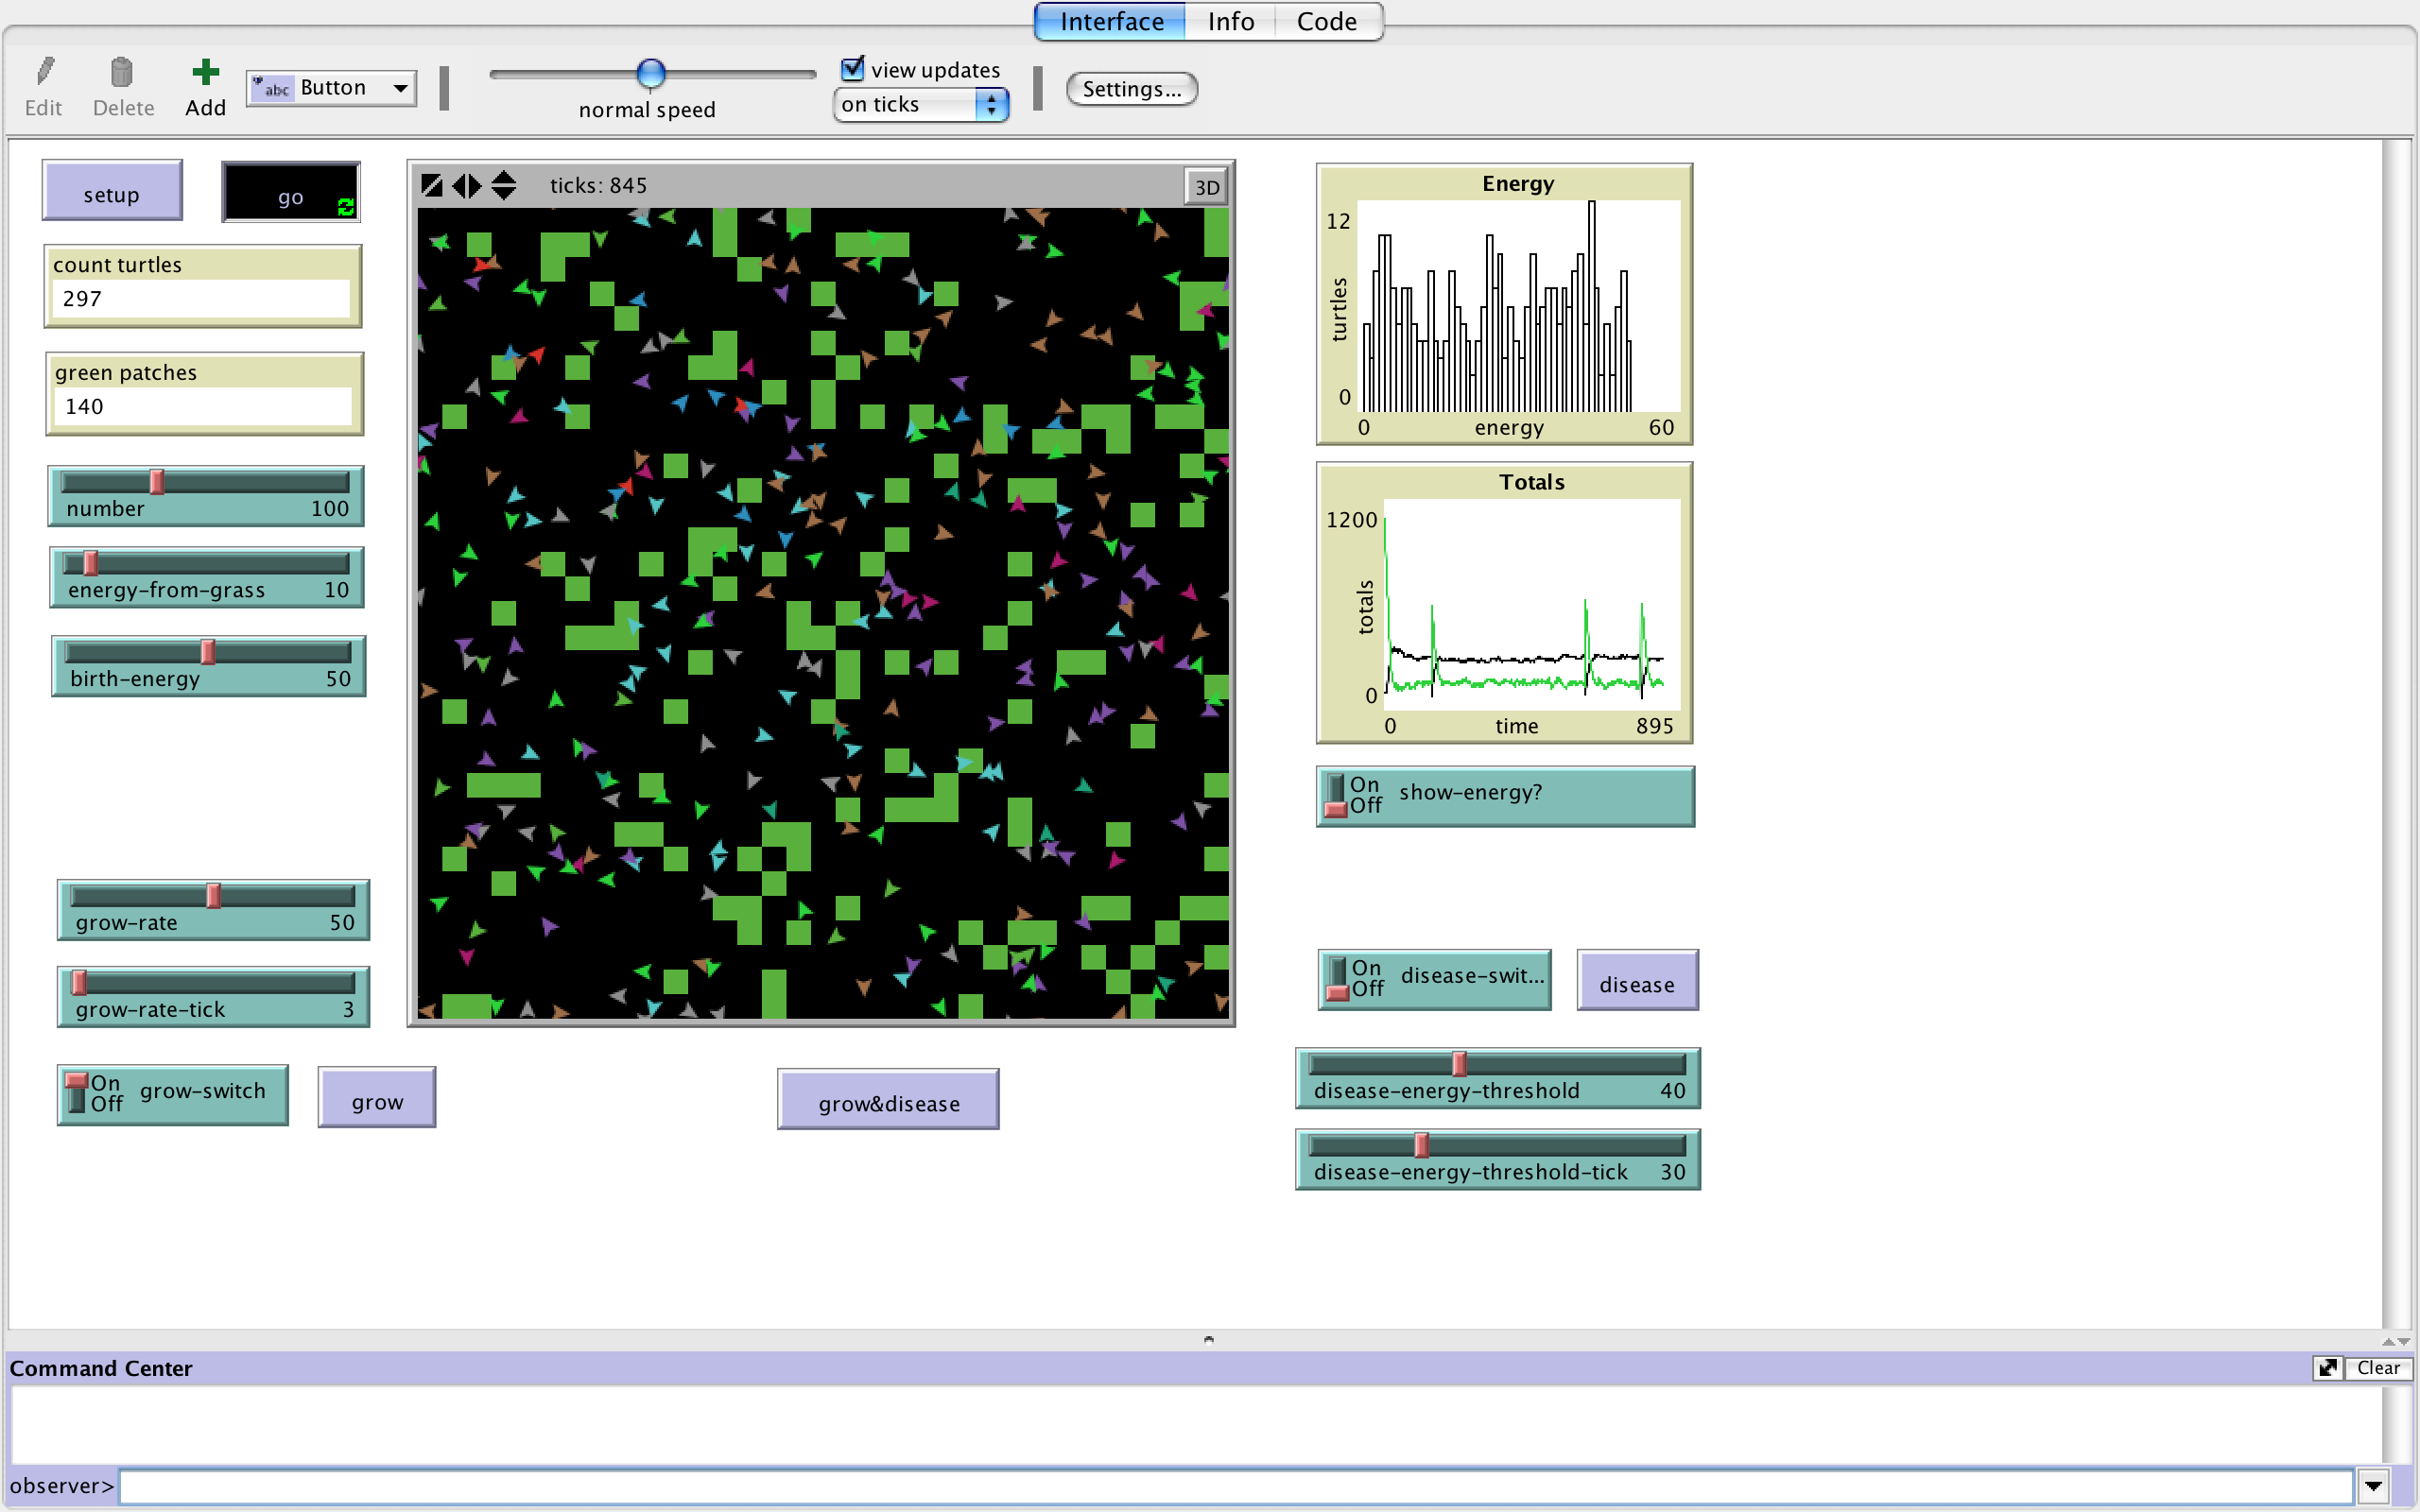 Interface Info Code
Edit Delete Add
abc Button
normal speed
view updates
on ticks
Settings...
setup
go
ticks: 845
3D
count turtles
297
green patches
140
number 100
energy-from-grass 10
birth-energy 50
grow-rate 50
grow-rate-tick 3
On
Off
grow-switch
grow
grow&disease
Energy
12
turtles
0
0 energy 60
Totals
1200
totals
0
0 time 895
On
Off
show-energy?
On
Off
disease-swit...
disease
disease-energy-threshold 40
disease-energy-threshold-tick 30
Command Center
Clear
observer>